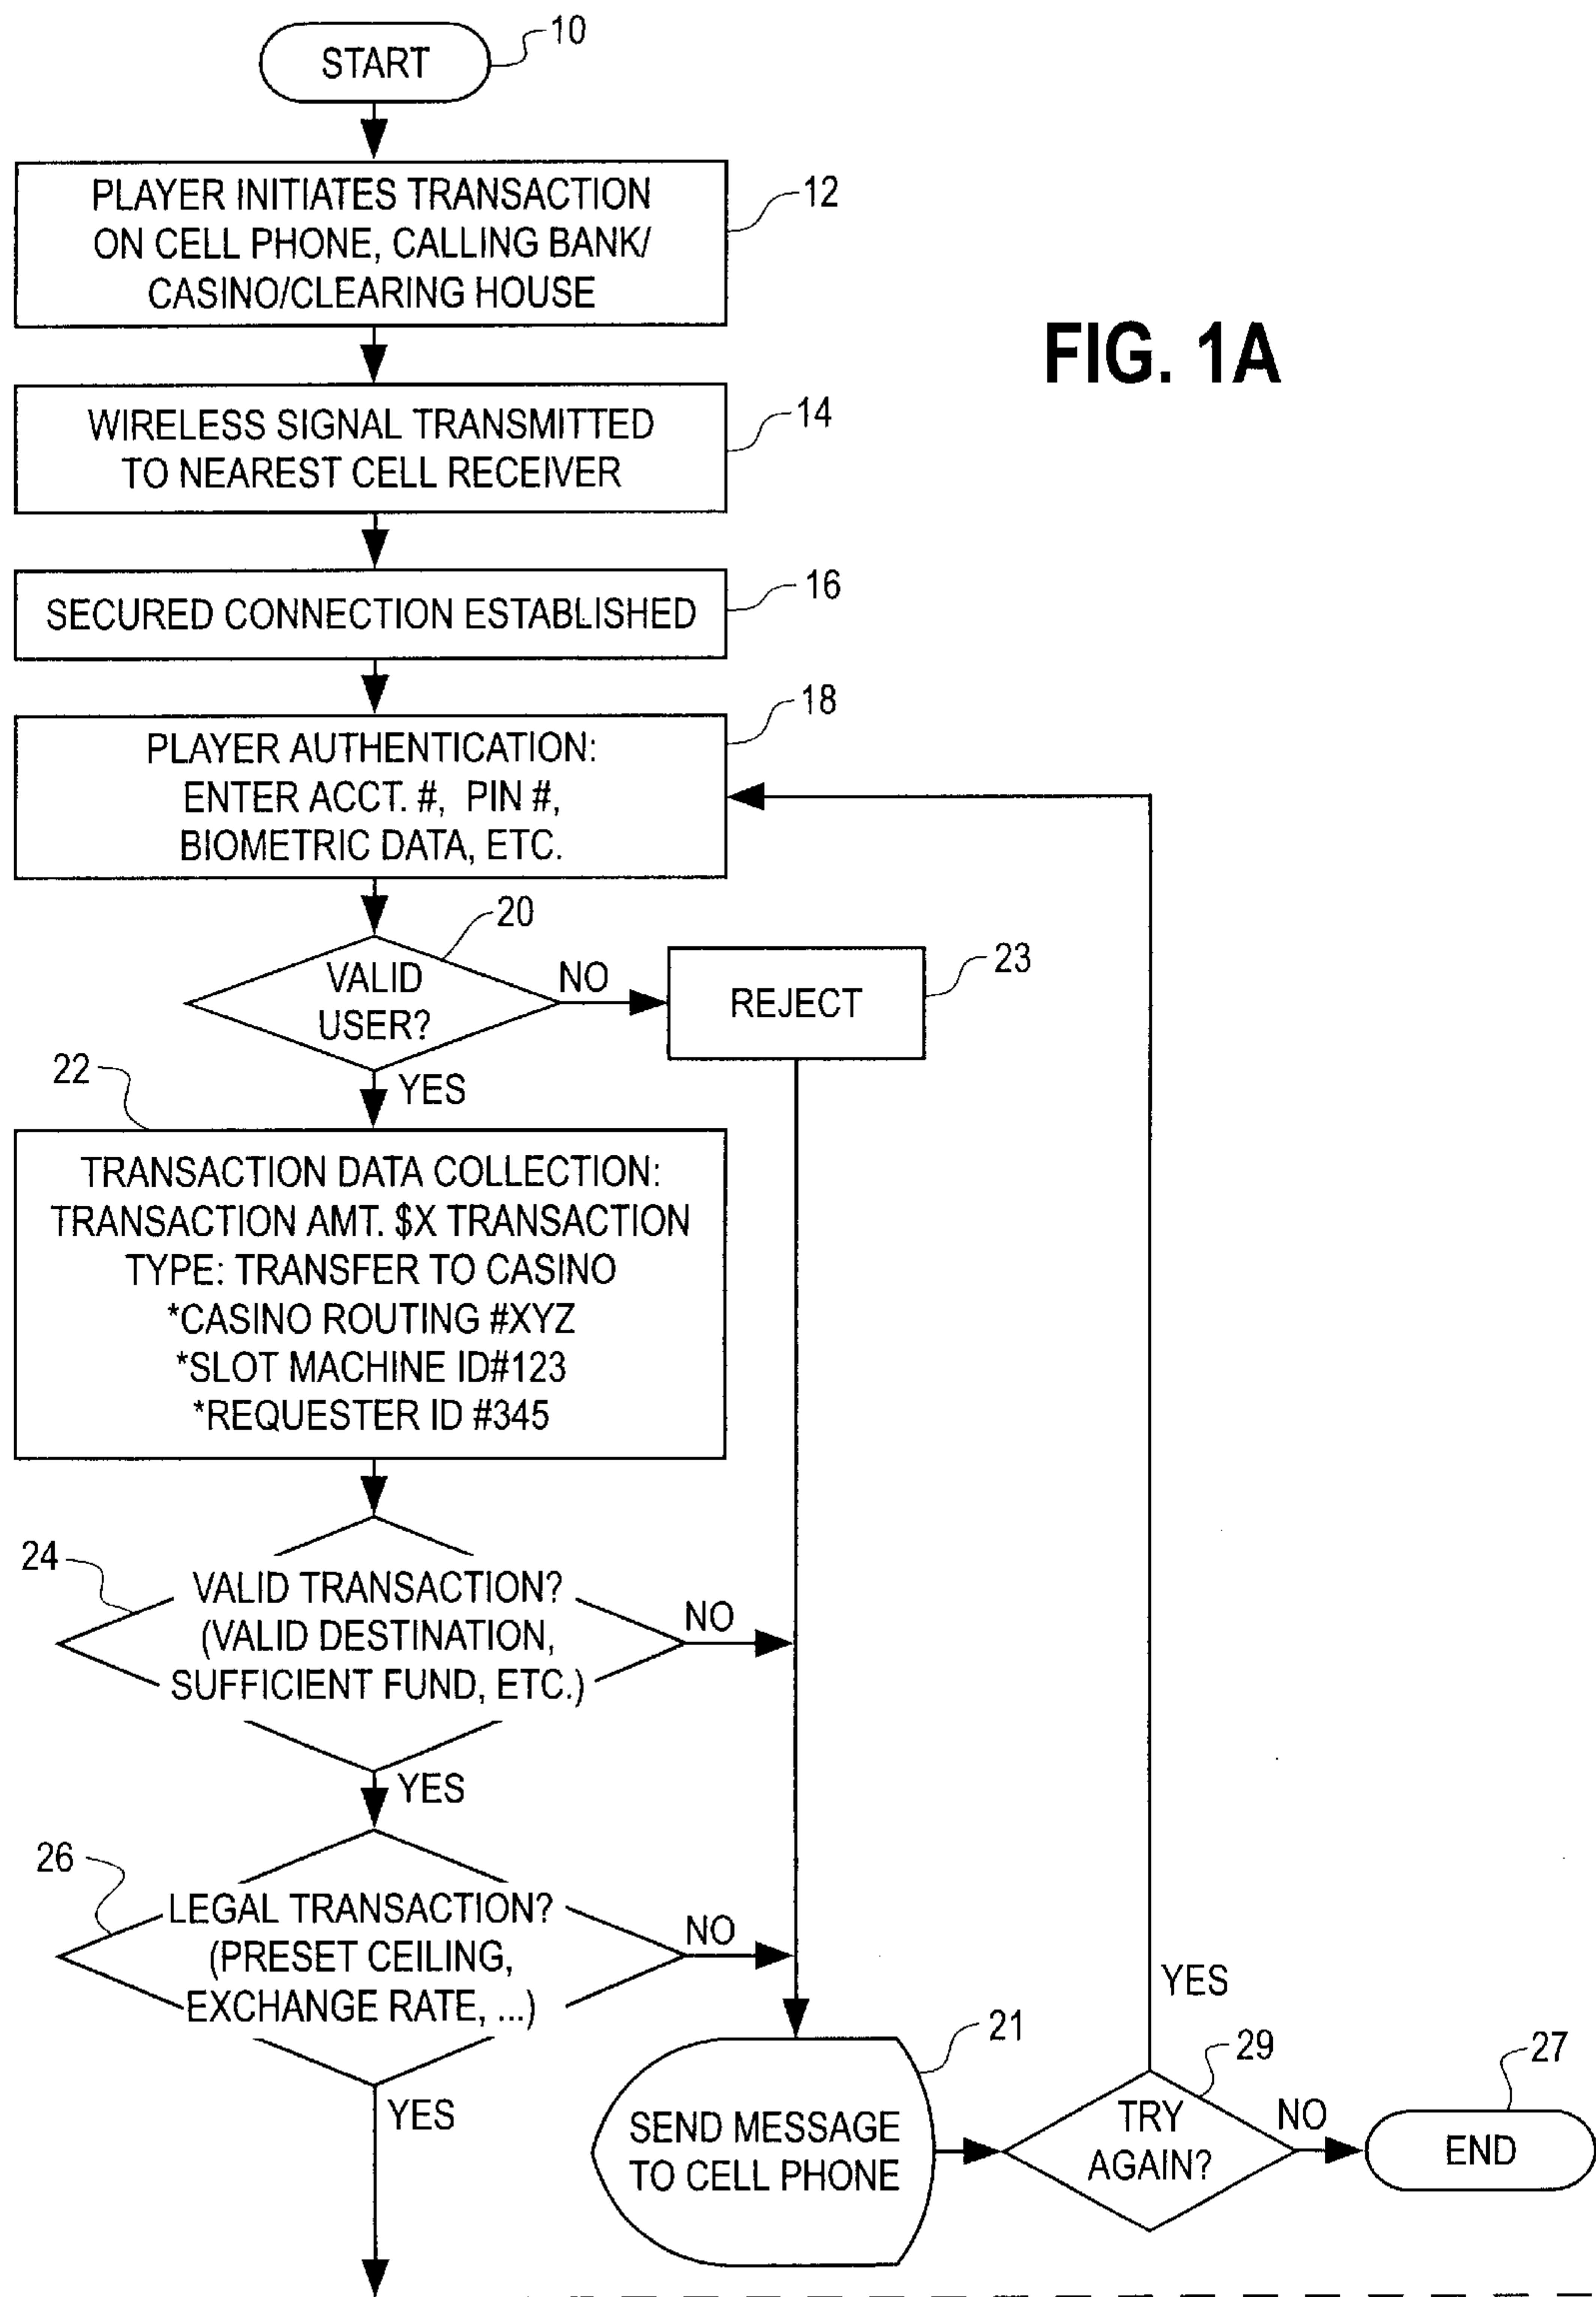 START
10
PLAYER INITIATES TRANSACTION
ON CELL PHONE, CALLING BANK/
CASINO/CLEARING HOUSE
12
FIG. 1A
WIRELESS SIGNAL TRANSMITTED
TO NEAREST CELL RECEIVER
14
SECURED CONNECTION ESTABLISHED
16
PLAYER AUTHENTICATION:
ENTER ACCT. #, PIN #,
BIOMETRIC DATA, ETC.
18
VALID
USER?
20
NO
REJECT
23
YES
22
TRANSACTION DATA COLLECTION:
TRANSACTION AMT. $X TRANSACTION
TYPE: TRANSFER TO CASINO
*CASINO ROUTING #XYZ
*SLOT MACHINE ID#123
*REQUESTER ID #345
24
VALID TRANSACTION?
(VALID DESTINATION,
SUFFICIENT FUND, ETC.)
NO
YES
26
LEGAL TRANSACTION?
(PRESET CEILING,
EXCHANGE RATE, ...)
NO
YES
SEND MESSAGE
TO CELL PHONE
21
TRY
AGAIN?
29
YES
NO
END
27